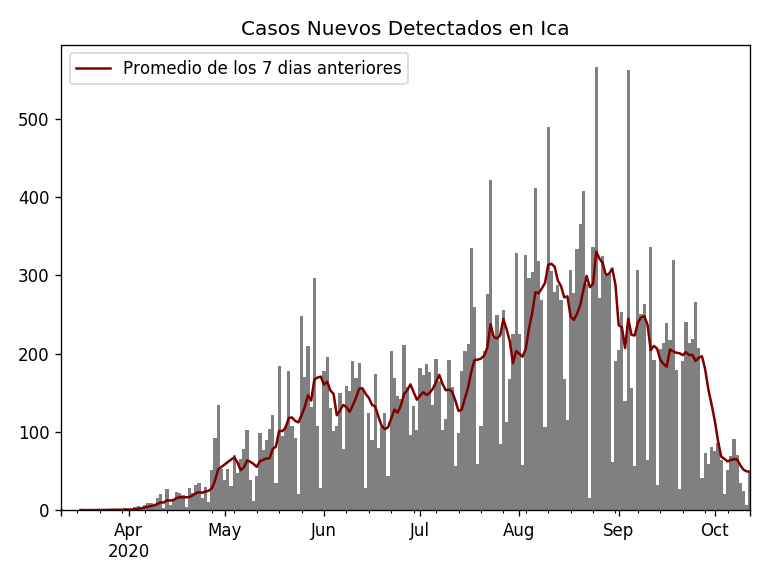 Casos Nuevos Detectados en Ica
Promedio de los 7 dias anteriores
500
400
300
200
100
0
Apr May Jun Jul Aug Sep Oct
2020